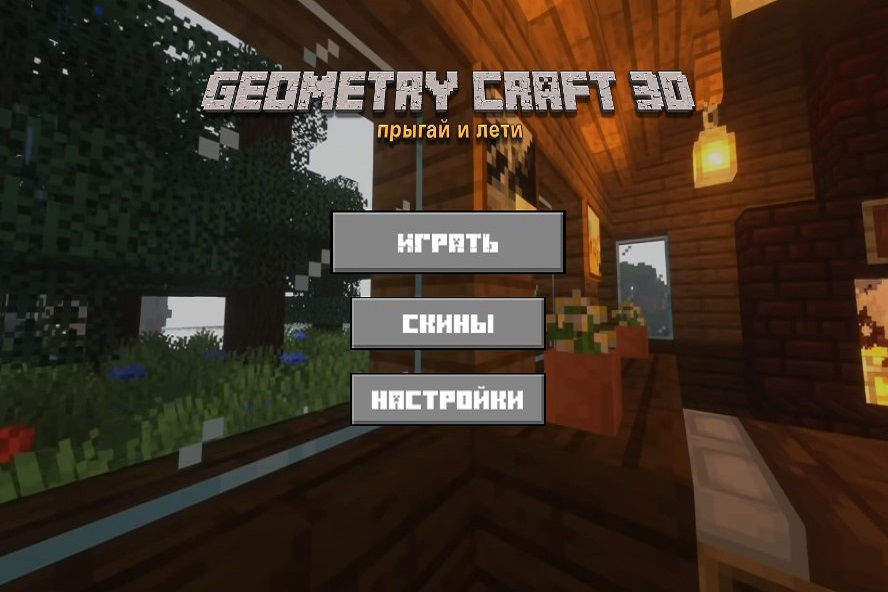 GEOMETRY CRAFT 3D
прыгай и лети
ИГРАТЬ
СКИНЫ
НАСТРОЙКИ